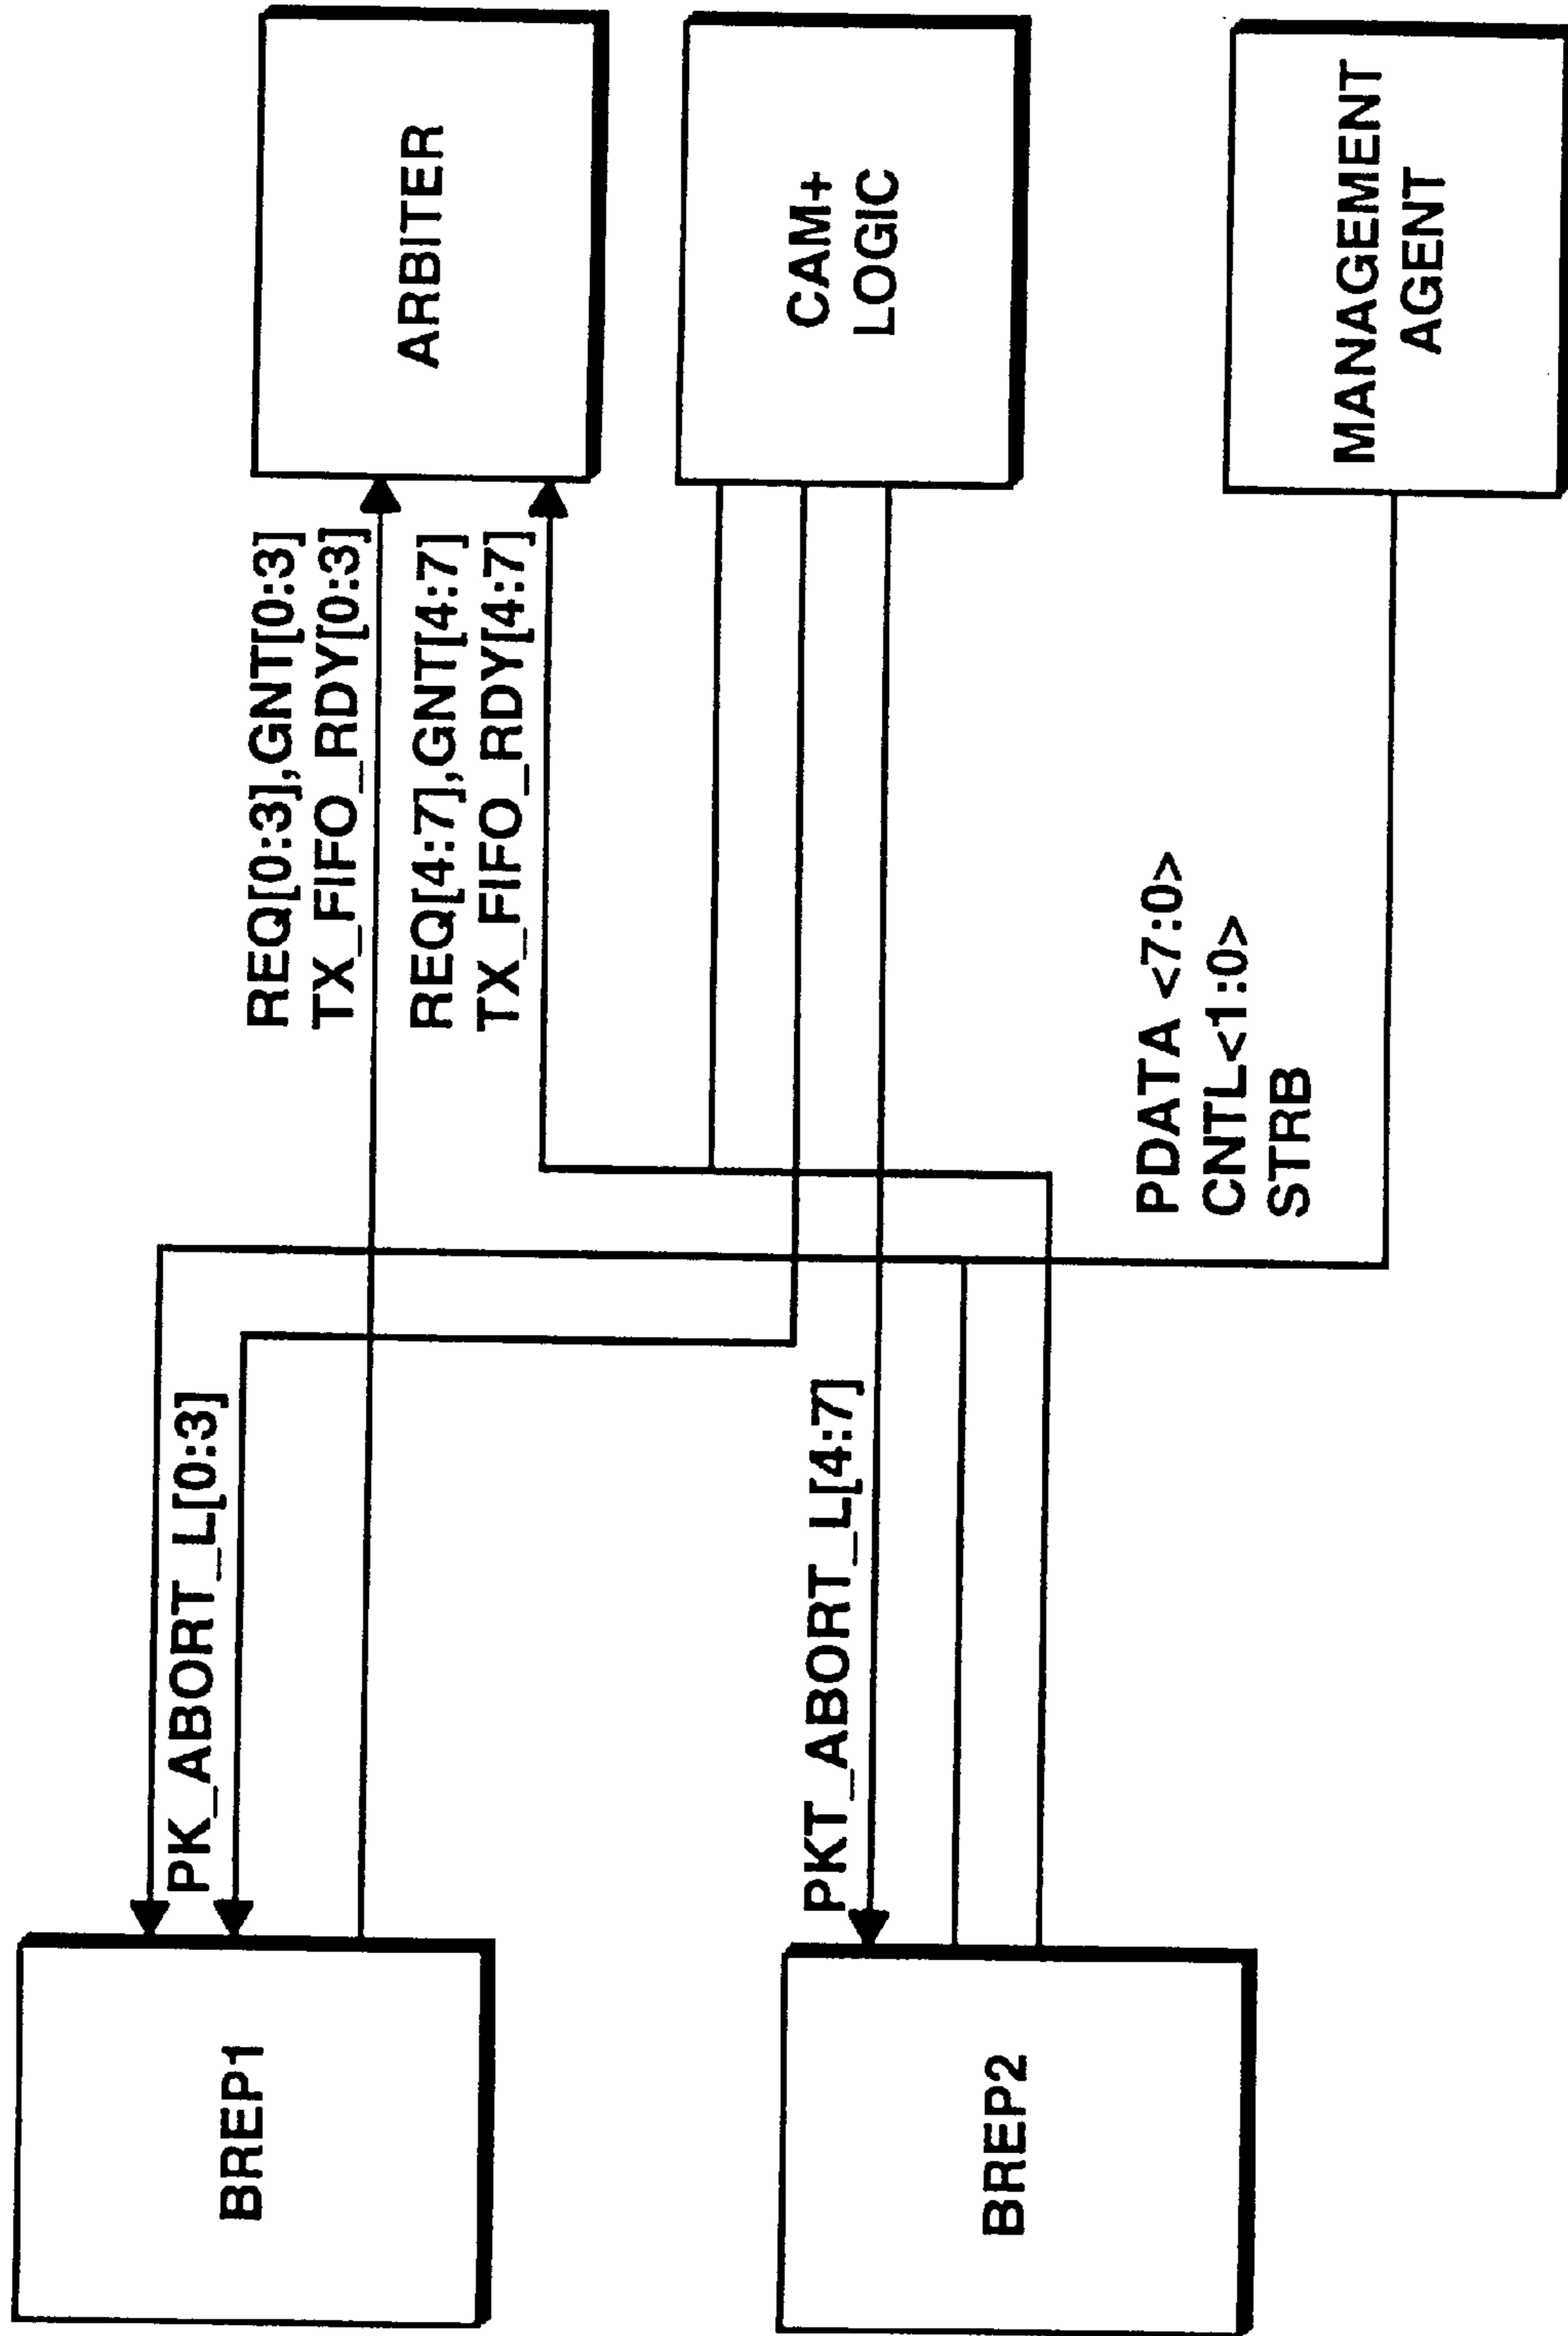 BREP1
PK_ABORT_L[0:3]
REQ[0:3],GNT[0:3]
TX_FIFO_RDY[0:3]
ARBITER
REQ[4:7],GNT[4:7]
TX_FIFO_RDY[4:7]
CAM+
LOGIC
BREP2
PKT_ABORT_L[4:7]
PDATA <7:0>
CNTL<1:0>
STRB
MANAGEMENT
AGENT